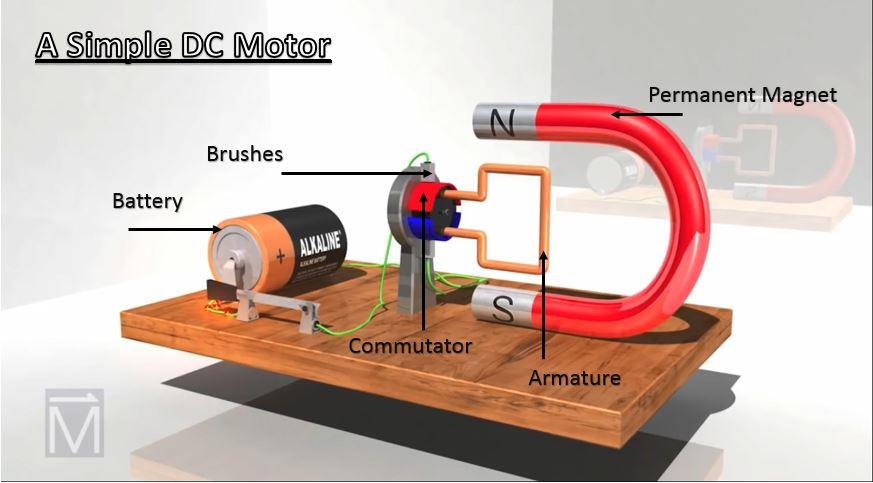 A Simple DC Motor
Permanent Magnet
N
Brushes
Battery
ALKALINE
+
S
Commutator
Armature
M